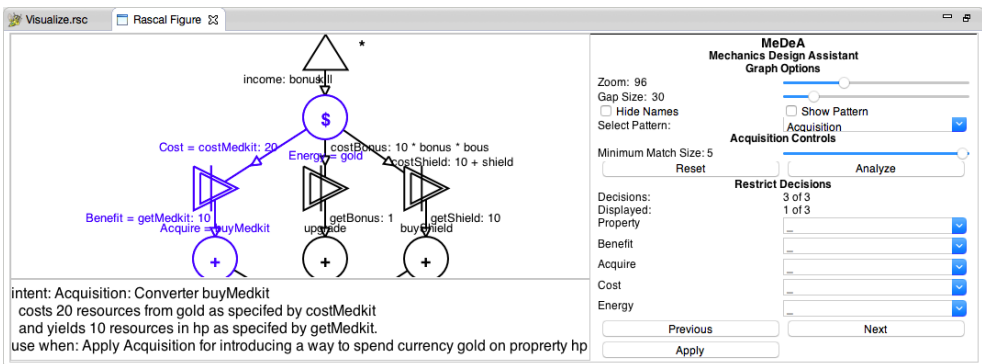 Visualize.rsc
Rascal Figure
*
income: bonuskill
$
Cost = costMedkit: 20
costBonus: 10 * bonus * bous
Energy = gold
costShield: 10 + shield
Benefit = getMedkit: 10
getBonus: 1
getShield: 10
Acquire = buyMedkit
upgrade
buyShield
+
+
+
intent: Acquisition: Converter buyMedkit
costs 20 resources from gold as specifed by costMedkit
and yields 10 resources in hp as specifed by getMedkit.
use when: Apply Acquisition for introducing a way to spend currency gold on proprerty hp
MeDeA
Mechanics Design Assistant
Graph Options
Zoom: 96
Gap Size: 30
Hide Names
Show Pattern
Select Pattern:
Acquisition
Acquisition Controls
Minimum Match Size: 5
Reset
Analyze
Restrict Decisions
Decisions:
3 of 3
Displayed:
1 of 3
Property
_
Benefit
_
Acquire
_
Cost
_
Energy
_
Previous
Next
Apply